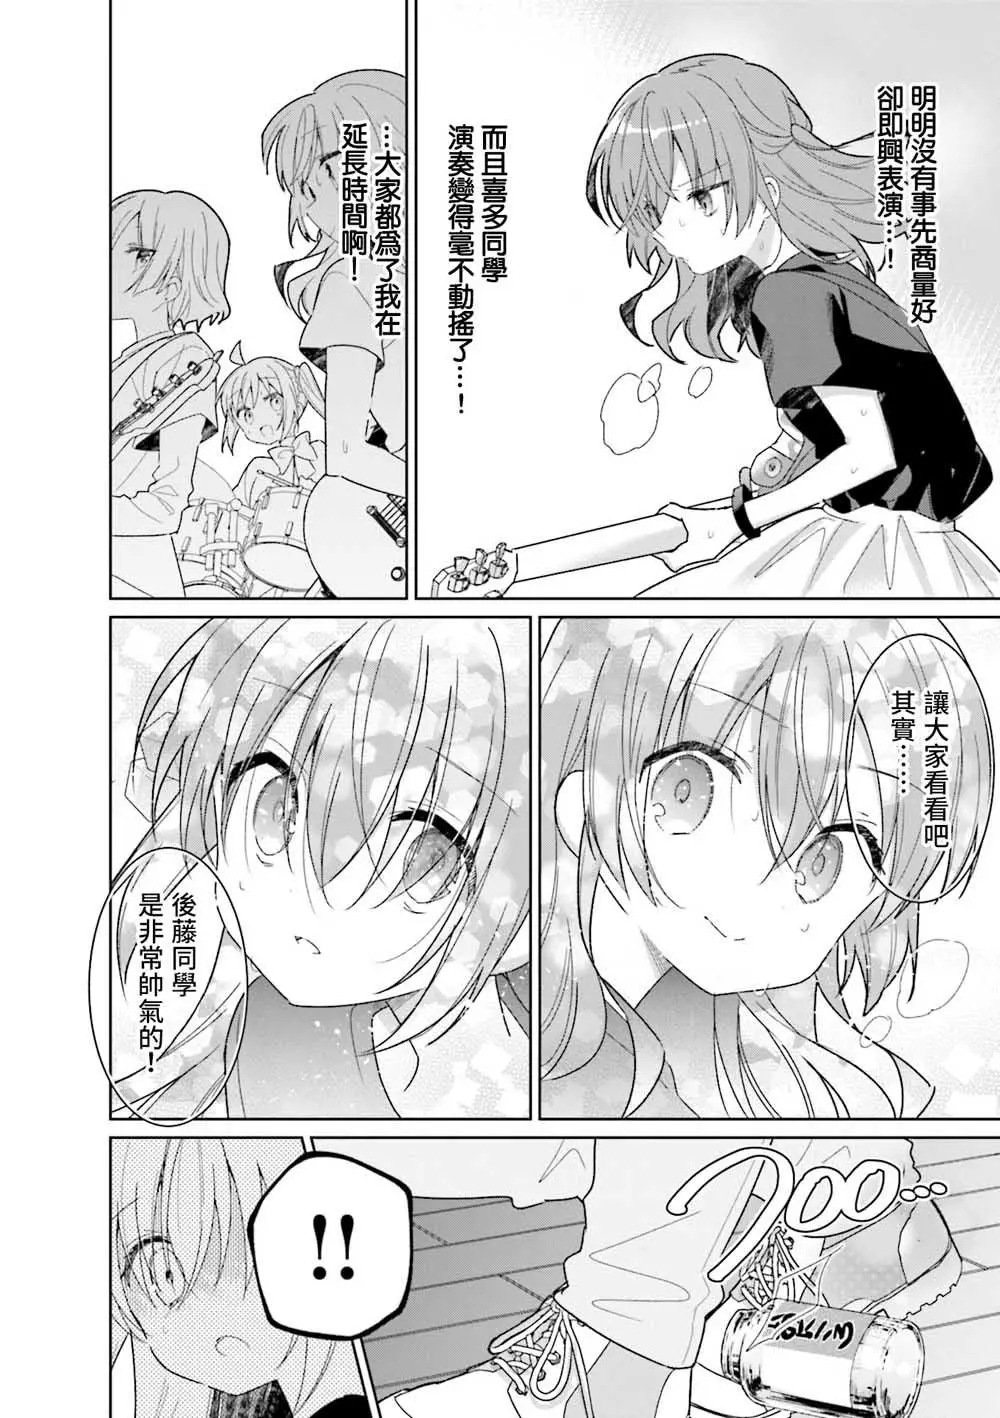 明明沒有事先商量好
卻即興表演…！
而且喜多同學
演奏變得毫不動搖了…！
…大家都為了我在
延長時間啊！
讓大家看看吧
其實……
後藤同學
是非常帥氣的！
!!